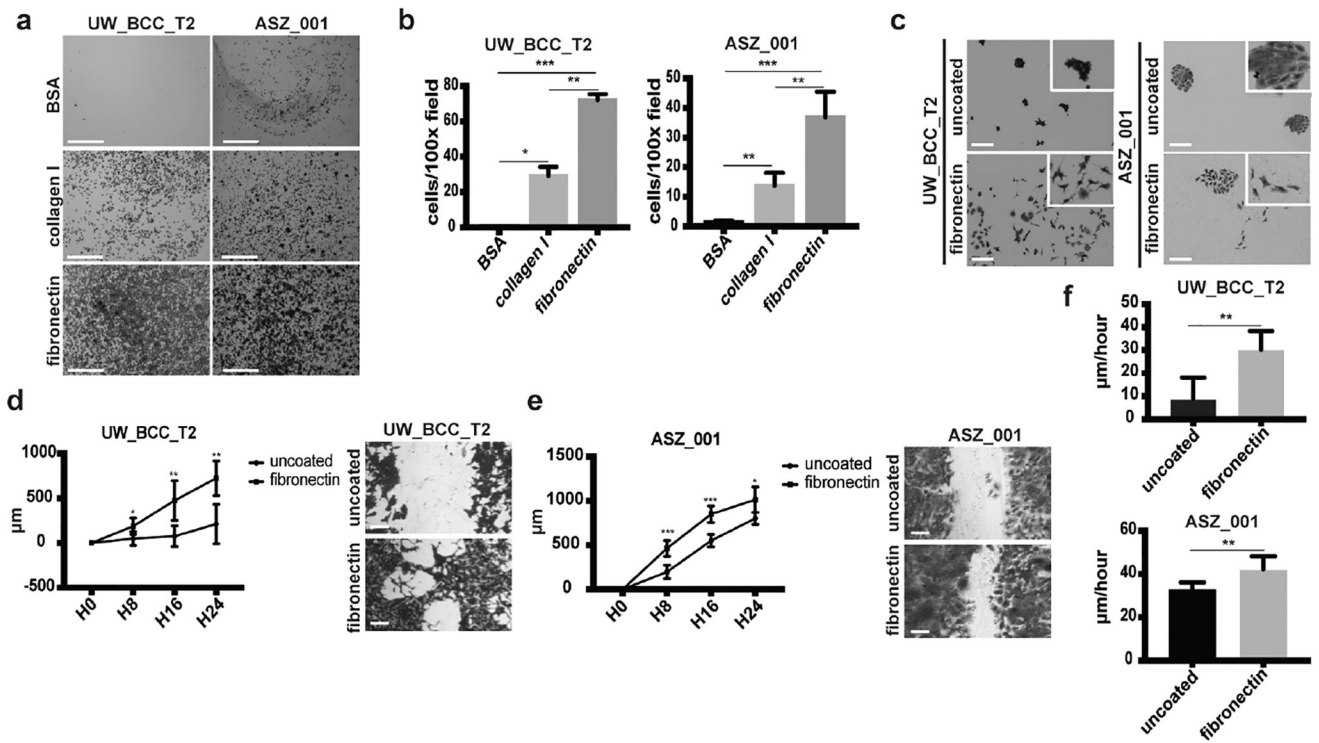 a
UW_BCC_T2 ASZ_001
BSA
collagen I
fibronectin
b
UW_BCC_T2
cells/100x field
80
60
40
20
0
***
**
*
BSA
collagen I
fibronectin
ASZ_001
cells/100x field
50
40
30
20
10
0
***
**
**
BSA
collagen I
fibronectin
c
UW_BCC_T2
uncoated
fibronectin
ASZ_001
uncoated
fibronectin
d
UW_BCC_T2
µm
1000
500
0
-500
*
**
**
H0 H8 H16 H24
uncoated
fibronectin
UW_BCC_T2
uncoated
fibronectin
e
ASZ_001
µm
1500
1000
500
0
***
***
*
H0 H8 H16 H24
uncoated
fibronectin
ASZ_001
uncoated
fibronectin
f
UW_BCC_T2
µm/hour
50
40
30
20
10
0
**
uncoated
fibronectin
ASZ_001
µm/hour
60
40
20
0
**
uncoated
fibronectin